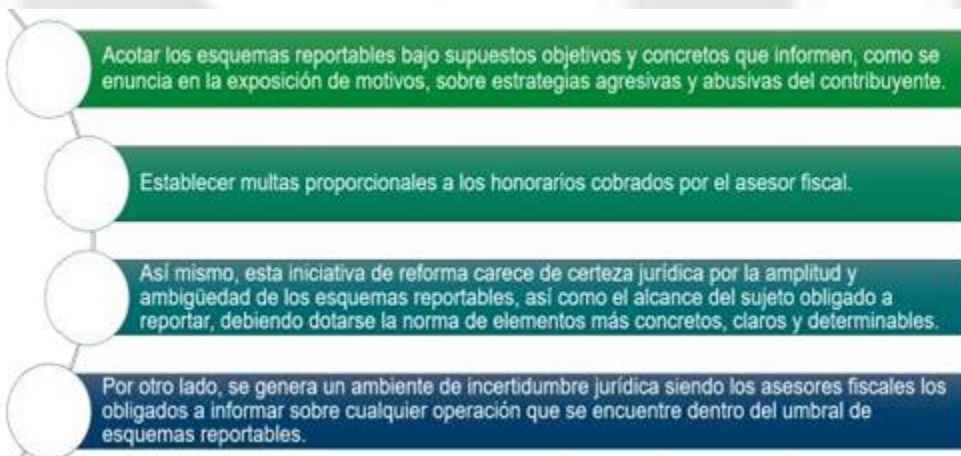 Acotar los esquemas reportables bajo supuestos objetivos y concretos que informen, como se
enuncia en la exposición de motivos, sobre estrategias agresivas y abusivas del contribuyente.
Establecer multas proporcionales a los honorarios cobrados por el asesor fiscal.
Así mismo, esta iniciativa de reforma carece de certeza jurídica por la amplitud y
ambigüedad de los esquemas reportables, así como el alcance del sujeto obligado a
reportar, debiendo dotarse la norma de elementos más concretos, claros y determinables.
Por otro lado, se genera un ambiente de incertidumbre jurídica siendo los asesores fiscales los
obligados a informar sobre cualquier operación que se encuentre dentro del umbral de
esquemas reportables.